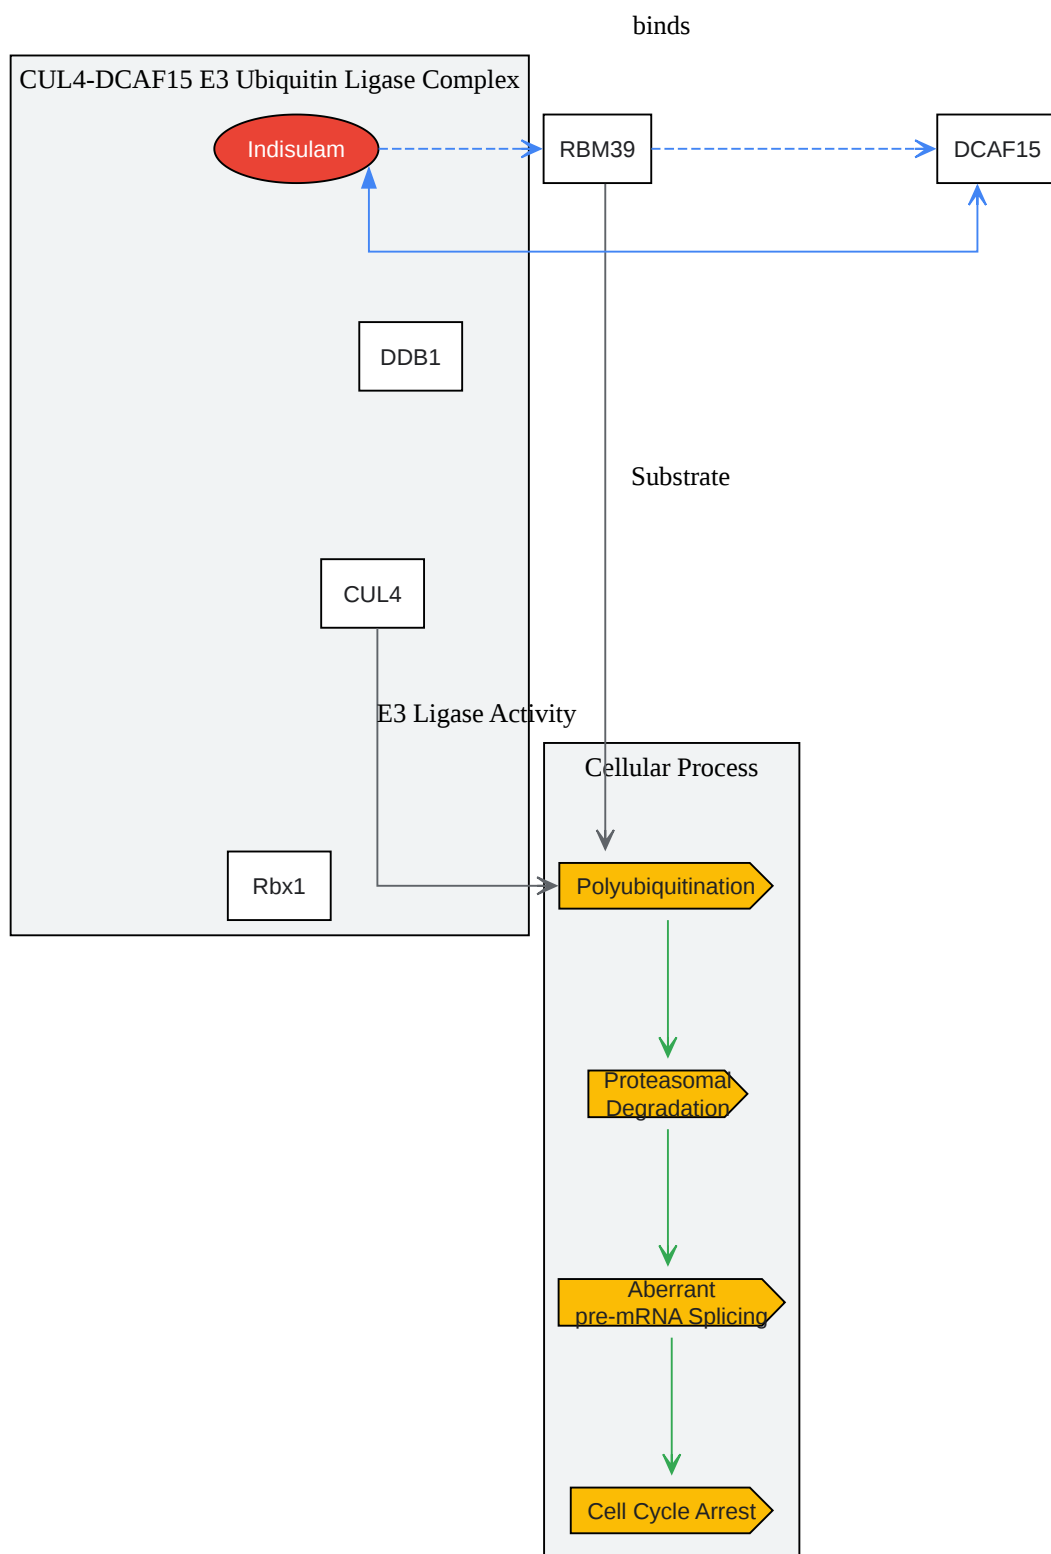 binds
CUL4-DCAF15 E3 Ubiquitin Ligase Complex
Indisulam
RBM39
DCAF15
DDB1
Substrate
CUL4
E3 Ligase Activity
Cellular Process
Rbx1
Polyubiquitination
Proteasomal
Degradation
Aberrant
pre-mRNA Splicing
Cell Cycle Arrest